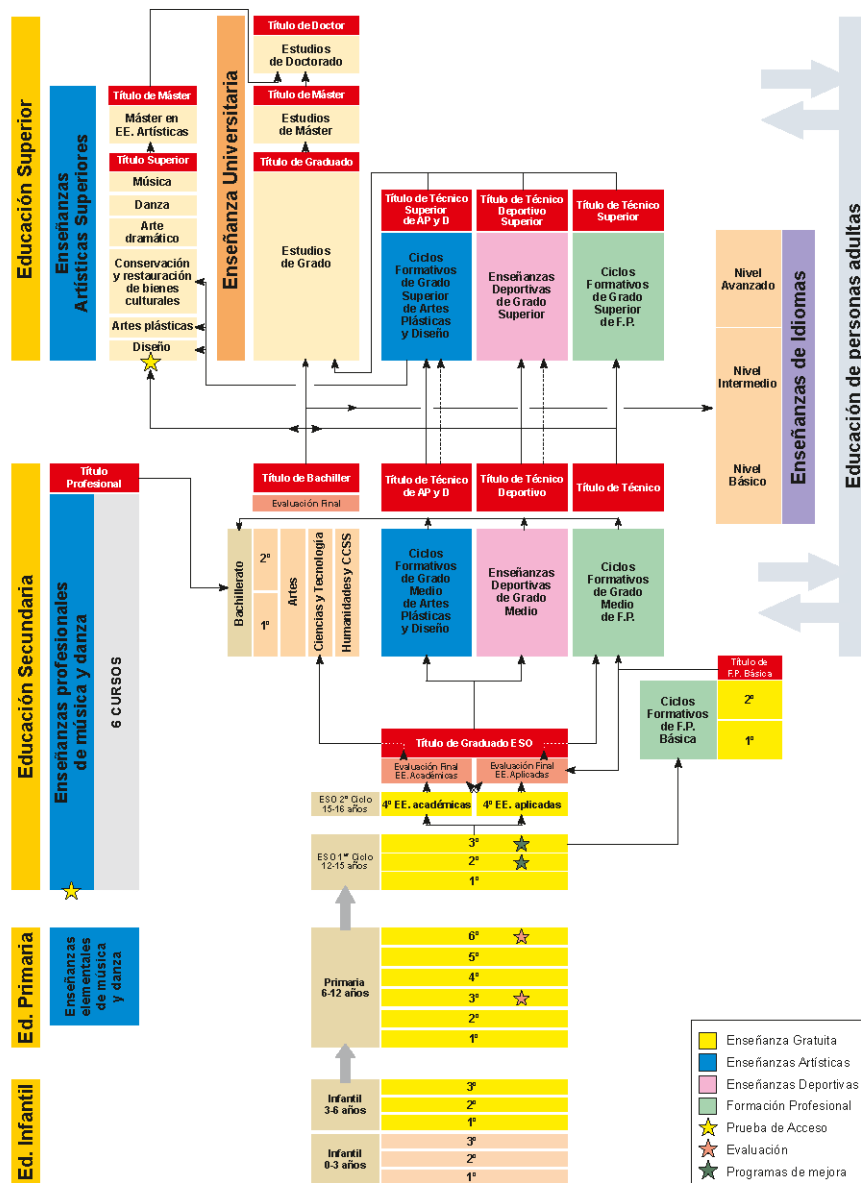 Educación Superior
Enseñanzas
Artísticas Superiores
Título de Máster
Máster en
EE. Artísticas
Título Superior
Música
Danza
Arte
dramático
Conservación
y restauración
de bienes
culturales
Artes plásticas
Diseño
Enseñanza Universitaria
Título de Doctor
Estudios
de Doctorado
Título de Máster
Estudios
de Máster
Título de Graduado
Estudios
de Grado
Título de Técnico
Superior
de AP y D
Ciclos
Formativos
de Grado
Superior
de Artes
Plásticas
y Diseño
Título de Técnico
Deportivo
Superior
Enseñanzas
Deportivas
de Grado
Superior
Título de Técnico
Superior
Ciclos
Formativos
de Grado
Superior
de F.P.
Nivel
Avanzado
Nivel
Intermedio
Nivel
Básico
Enseñanzas de Idiomas
Educación de personas adultas
Educación Secundaria
Título
Profesional
Enseñanzas profesionales
de música y danza
6 CURSOS
Título de Bachiller
Evaluación Final
Bachillerato
2º
1º
Artes
Ciencias y Tecnología
Humanidades y CCSS
Título de Técnico
de AP y D
Ciclos
Formativos
de Grado
Medio
de Artes
Plásticas
y Diseño
Título de Técnico
Deportivo
Enseñanzas
Deportivas
de Grado
Medio
Título de Técnico
Ciclos
Formativos
de Grado
Medio
de F.P.
Título de
F.P. Básica
Ciclos
Formativos
de F.P.
Básica
2º
1º
Título de Graduado ESO
Evaluación Final
EE. Académicas
Evaluación Final
EE. Aplicadas
ESO 2º Ciclo
15-16 años
4º EE. académicas
4º EE. aplicadas
ESO 1er Ciclo
12-15 años
3º
2º
1º
Ed. Primaria
Enseñanzas
elementales
de música
y danza
Primaria
6-12 años
6º
5º
4º
3º
2º
1º
Ed. Infantil
Infantil
3-6 años
3º
2º
1º
Infantil
0-3 años
3º
2º
1º
Enseñanza Gratuita
Enseñanzas Artísticas
Enseñanzas Deportivas
Formación Profesional
Prueba de Acceso
Evaluación
Programas de mejora